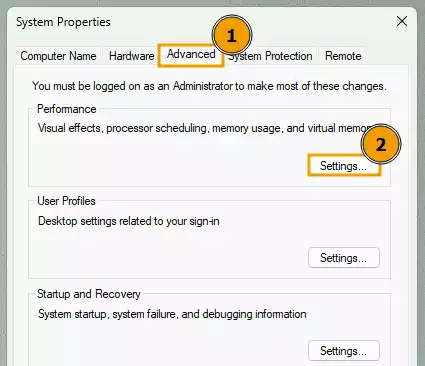 System Properties
1
Computer Name Hardware Advanced System Protection Remote
You must be logged on as an Administrator to make most of these changes.
Performance
Visual effects, processor scheduling, memory usage, and virtual
2
Settings...
User Profiles
Desktop settings related to your sign-in
Settings...
Startup and Recovery
System startup, system failure, and debugging information
Settings...